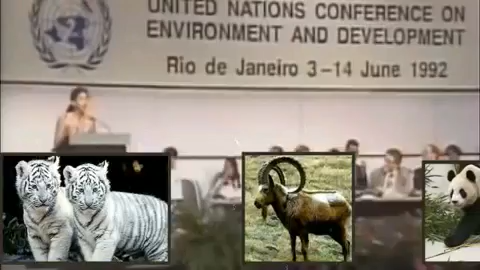 UNITED NATIONS CONFERENCE ON
ENVIRONMENT AND DEVELOPMENT
Rio de Janeiro 3-14 June 1992